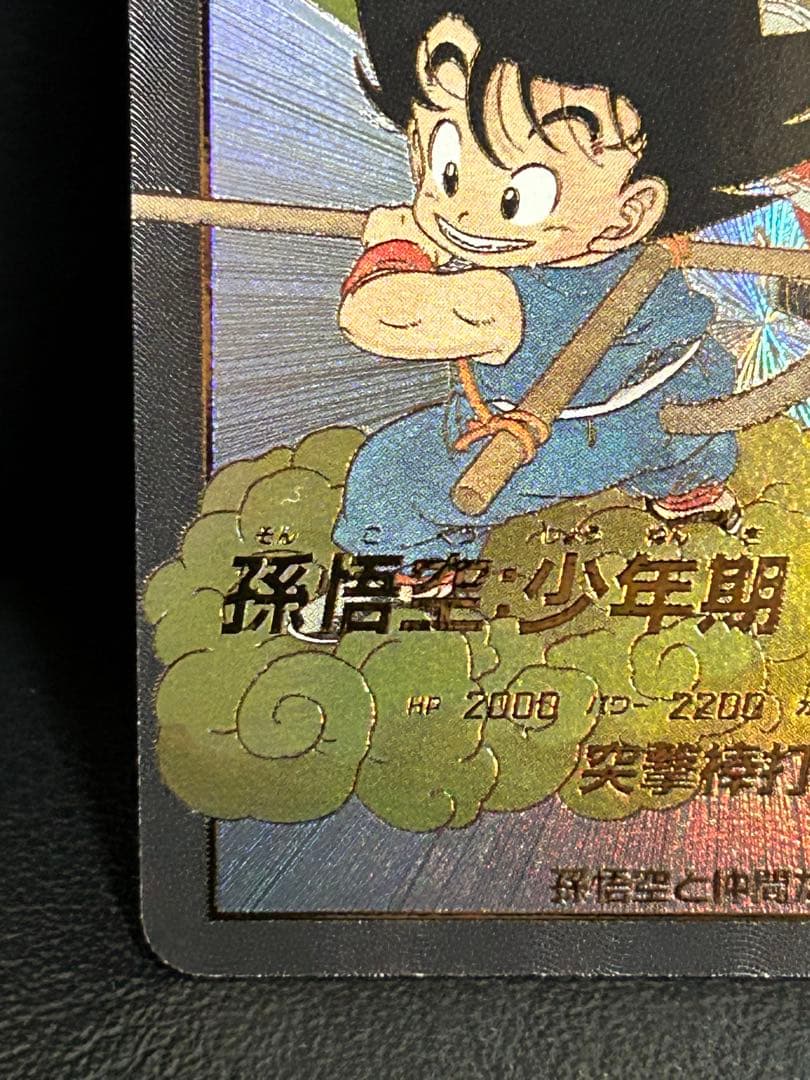 そん ご くう しょう ねん き
孫悟空:少年期
HP 2000 パワー 2200
突撃棒打
孫悟空と仲間た